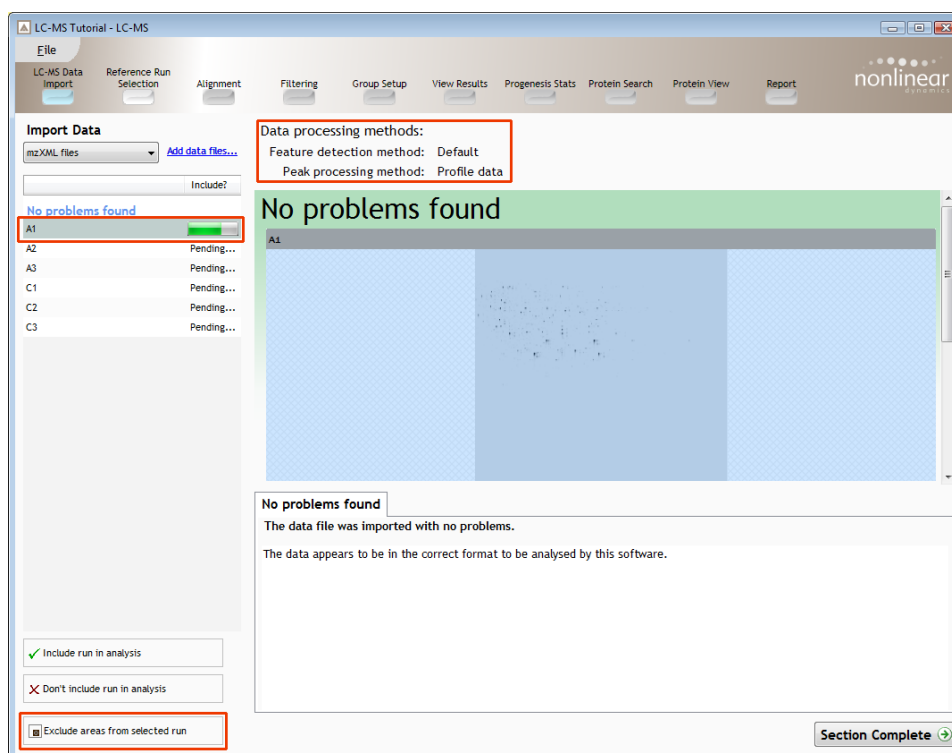 LC-MS Tutorial - LC-MS
File
LC-MS Data Import
Reference Run Selection
Alignment
Filtering
Group Setup
View Results
Progenesis Stats
Protein Search
Protein View
Report
nonlinear
dynamics
Import Data
mzXML files
Add data files...
Include?
No problems found
A1
A2 Pending...
A3 Pending...
C1 Pending...
C2 Pending...
C3 Pending...
Include run in analysis
Don't include run in analysis
Exclude areas from selected run
Data processing methods:
Feature detection method: Default
Peak processing method: Profile data
No problems found
A1
No problems found
The data file was imported with no problems.
The data appears to be in the correct format to be analysed by this software.
Section Complete